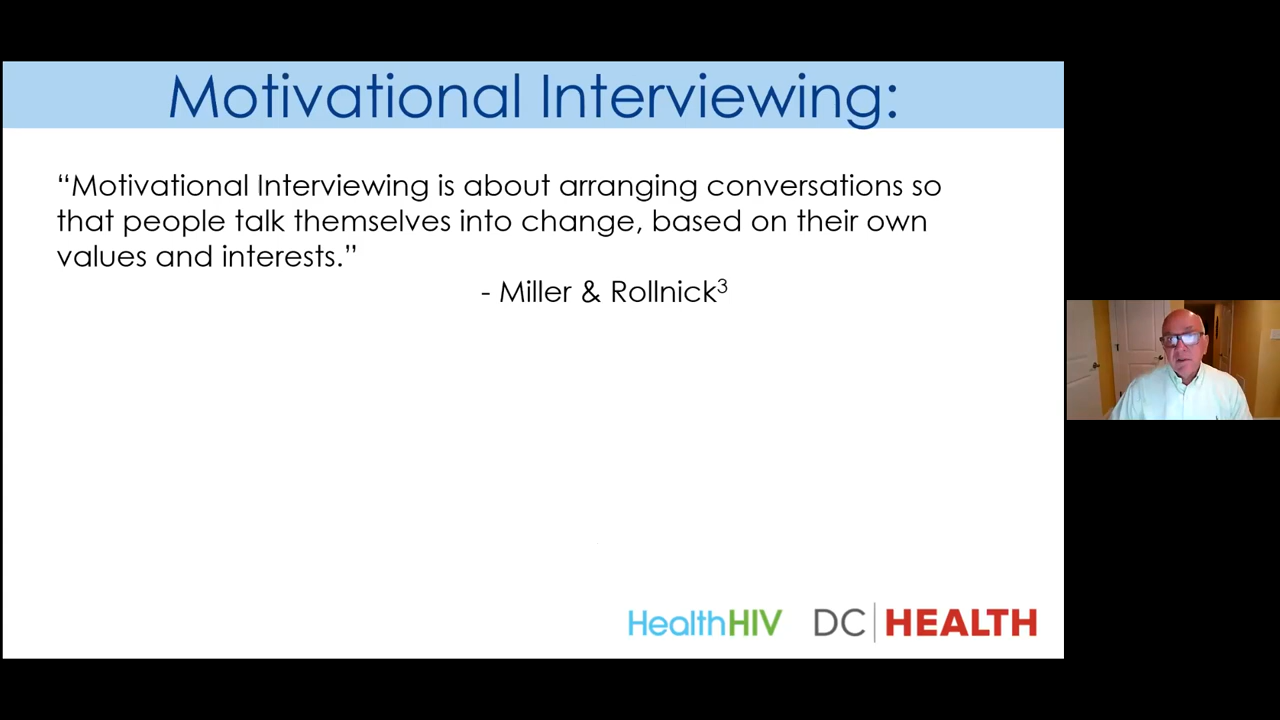 Motivational Interviewing:
“Motivational Interviewing is about arranging conversations so
that people talk themselves into change, based on their own
values and interests.”
- Miller & Rollnick³
HealthHIV
DC | HEALTH